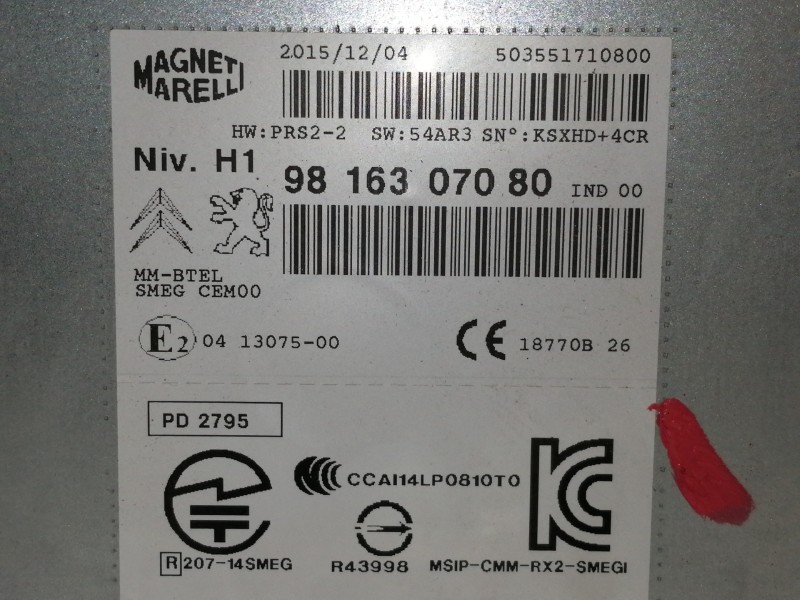 MAGNETI
MARELLI
2015/12/04 503551710800
HW:PRS2-2 SW:54AR3 SN°:KSXHD+4CR
Niv. H1
98 163 070 80 IND 00
MM-BTEL
SMEG CEM00
E2 04 13075-00
CE 18770B 26
PD 2795
CCAI14LP0810T0
KC
R 207-14SMEG
R43998
MSIP-CMM-RX2-SMEGI